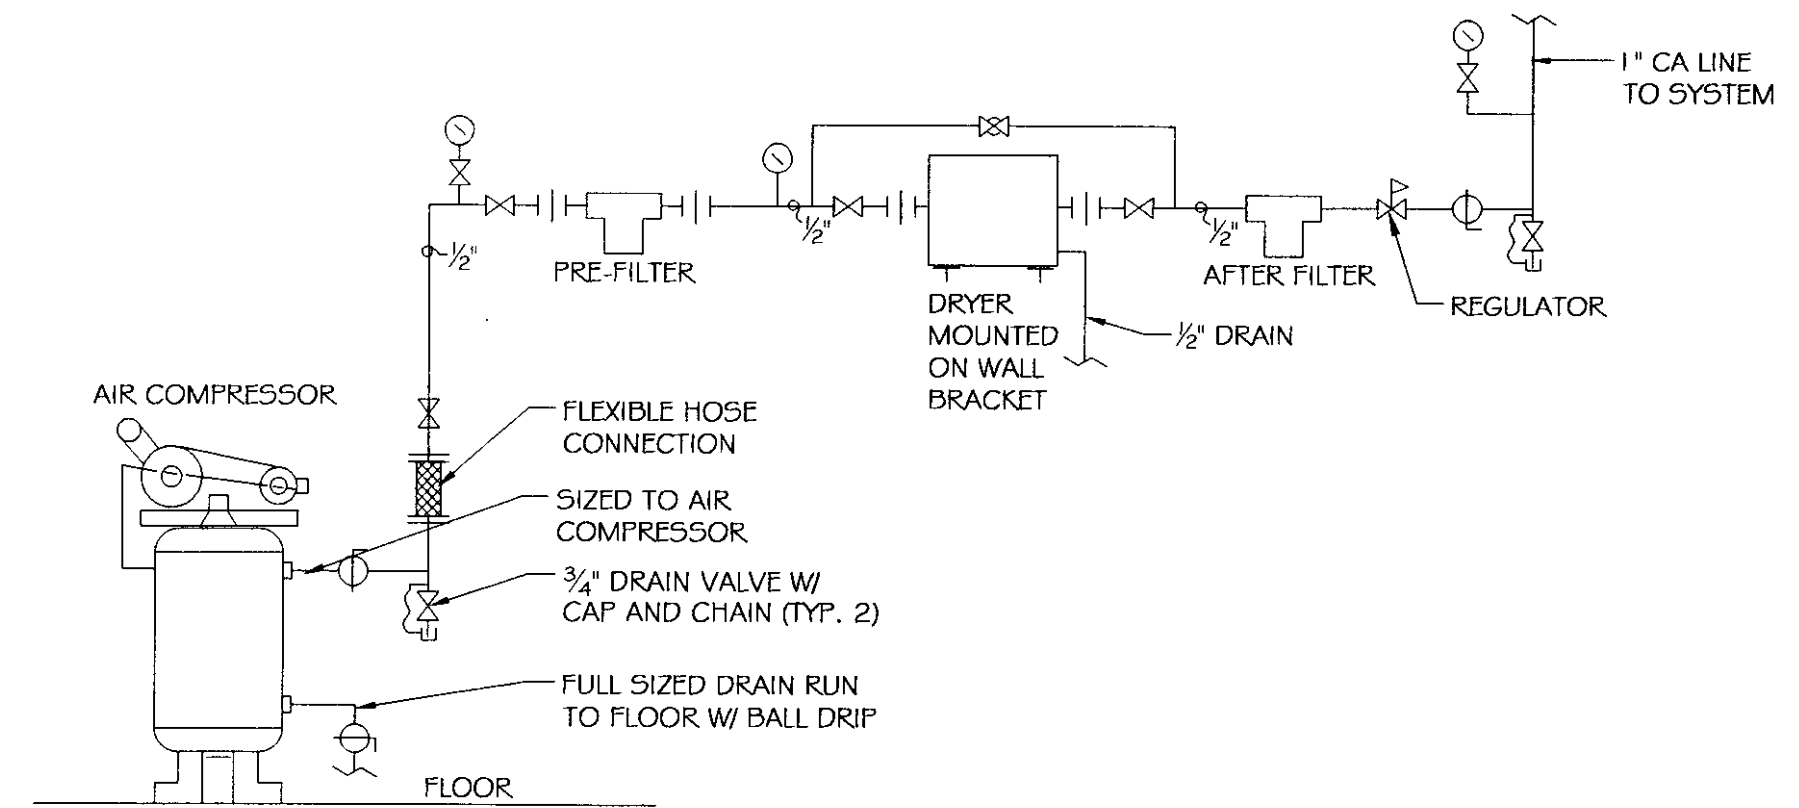 1" CA LINE
TO SYSTEM
½"
PRE-FILTER
½"
½"
AFTER FILTER
REGULATOR
DRYER
MOUNTED
ON WALL
BRACKET
½" DRAIN
AIR COMPRESSOR
FLEXIBLE HOSE
CONNECTION
SIZED TO AIR
COMPRESSOR
¾" DRAIN VALVE W/
CAP AND CHAIN (TYP. 2)
FULL SIZED DRAIN RUN
TO FLOOR W/ BALL DRIP
FLOOR